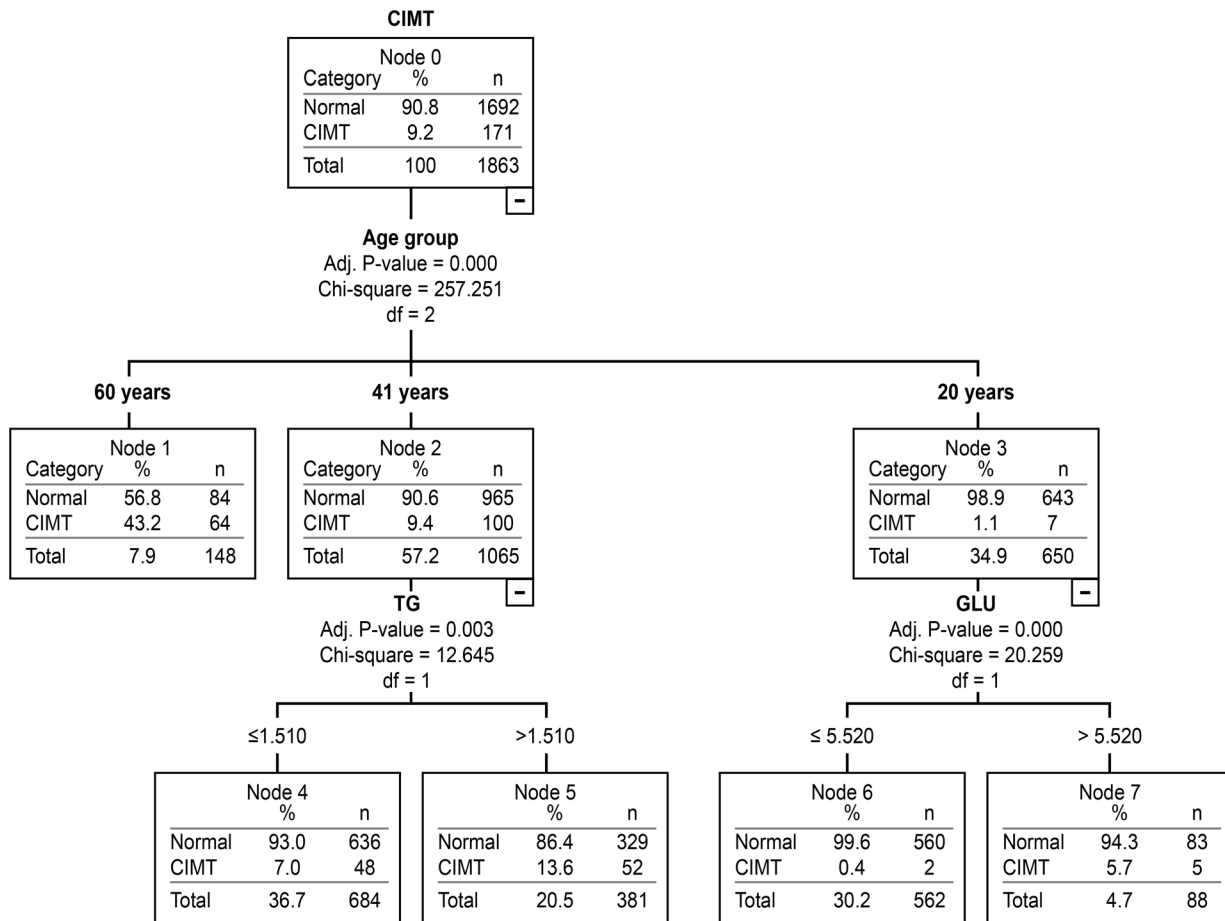 CIMT
Node 0
Category % n
Normal 90.8 1692
CIMT 9.2 171
Total 100 1863
-
Age group
Adj. P-value = 0.000
Chi-square = 257.251
df = 2
60 years
Node 1
Category % n
Normal 56.8 84
CIMT 43.2 64
Total 7.9 148
41 years
Node 2
Category % n
Normal 90.6 965
CIMT 9.4 100
Total 57.2 1065
-
20 years
Node 3
Category % n
Normal 98.9 643
CIMT 1.1 7
Total 34.9 650
-
TG
Adj. P-value = 0.003
Chi-square = 12.645
df = 1
GLU
Adj. P-value = 0.000
Chi-square = 20.259
df = 1
≤1.510
Node 4
% n
Normal 93.0 636
CIMT 7.0 48
Total 36.7 684
>1.510
Node 5
% n
Normal 86.4 329
CIMT 13.6 52
Total 20.5 381
≤ 5.520
Node 6
% n
Normal 99.6 560
CIMT 0.4 2
Total 30.2 562
> 5.520
Node 7
% n
Normal 94.3 83
CIMT 5.7 5
Total 4.7 88